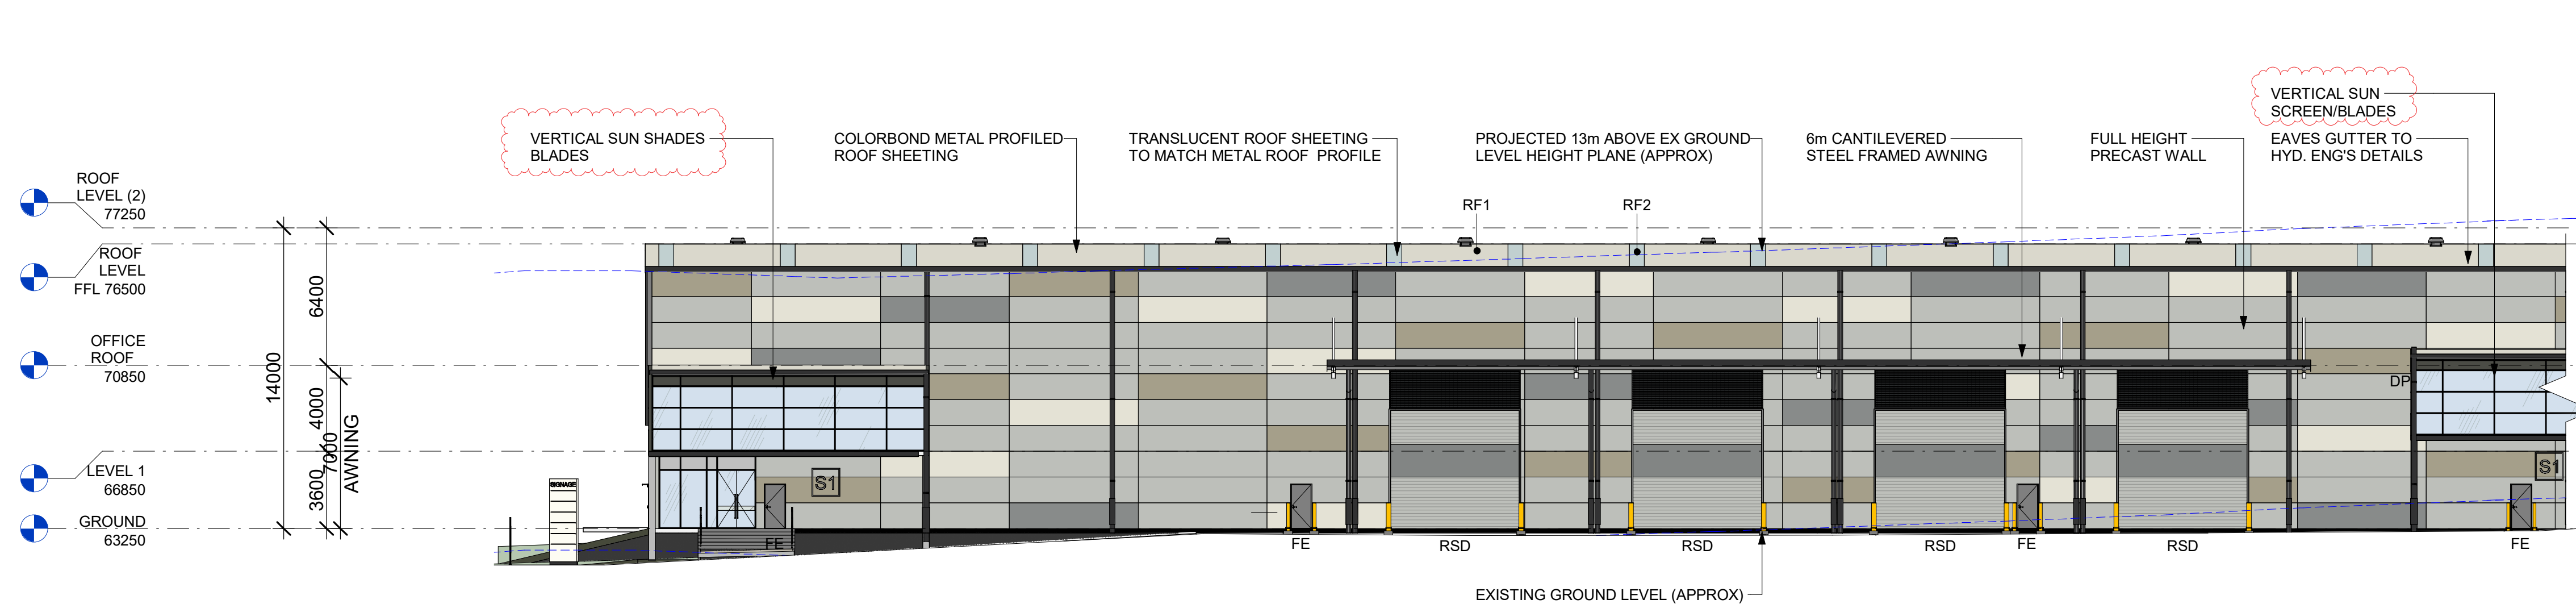 VERTICAL SUN SHADES
BLADES
COLORBOND METAL PROFILED
ROOF SHEETING
TRANSLUCENT ROOF SHEETING
TO MATCH METAL ROOF PROFILE
PROJECTED 13m ABOVE EX GROUND
LEVEL HEIGHT PLANE (APPROX)
6m CANTILEVERED
STEEL FRAMED AWNING
FULL HEIGHT
PRECAST WALL
VERTICAL SUN
SCREEN/BLADES
EAVES GUTTER TO
HYD. ENG'S DETAILS
RF1
RF2
ROOF
LEVEL (2)
77250
ROOF
LEVEL
FFL 76500
OFFICE
ROOF
70850
LEVEL 1
66850
GROUND
63250
14000
6400
4000
3600
7000
AWNING
SIGNAGE
S1
FE
FE
RSD
RSD
RSD
FE
RSD
DP
S1
FE
EXISTING GROUND LEVEL (APPROX)